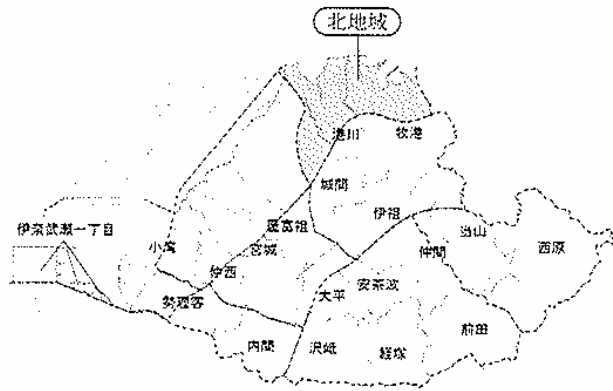 北地域
港川
牧港
城間
伊祖
屋富祖
宮城
当山
西原
仲間
伊奈武瀬一丁目
小湾
仲西
勢理客
大平
安茶波
内間
沢岻
経塚
前田